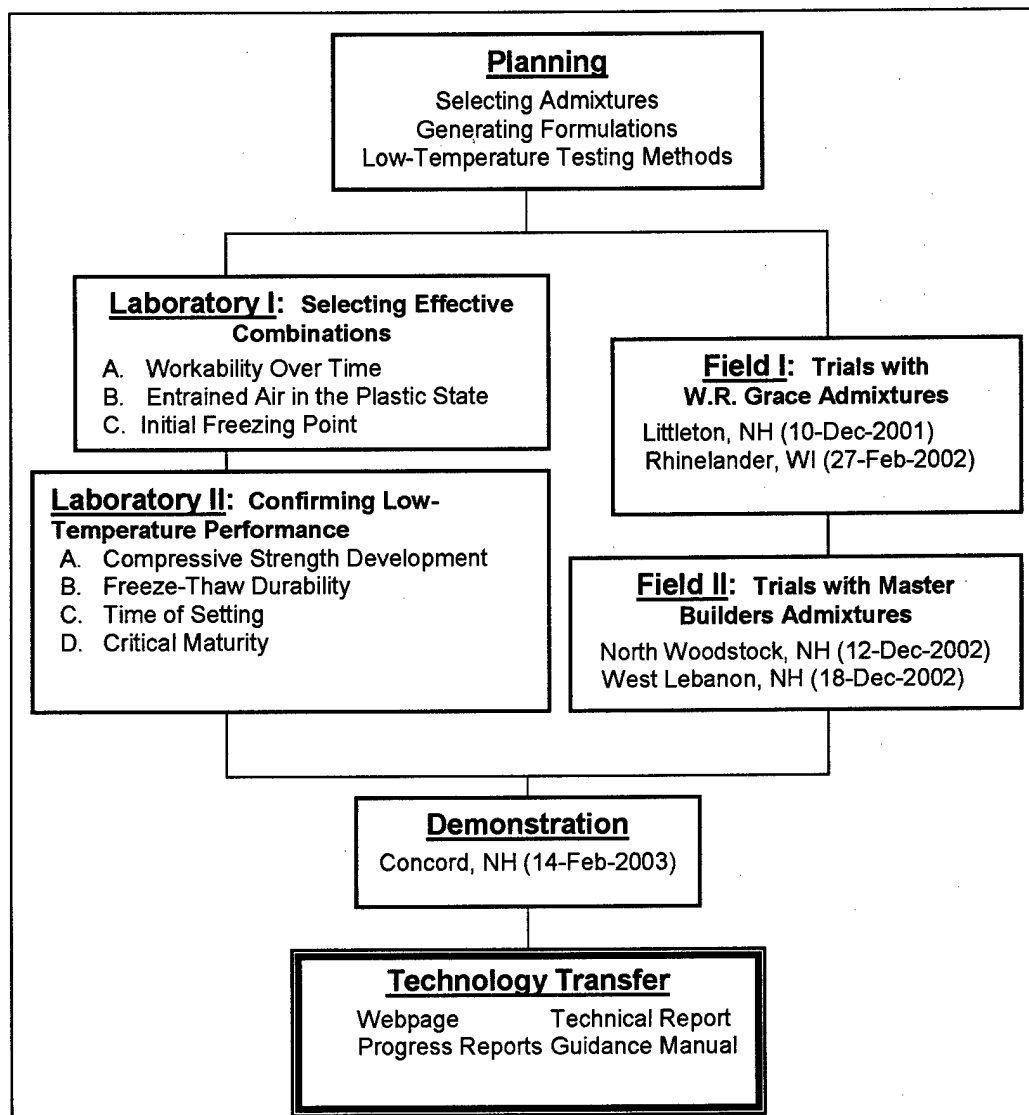 Planning
Selecting Admixtures
Generating Formulations
Low-Temperature Testing Methods
Laboratory I: Selecting Effective
Combinations
A. Workability Over Time
B. Entrained Air in the Plastic State
C. Initial Freezing Point
Laboratory II: Confirming Low-
Temperature Performance
A. Compressive Strength Development
B. Freeze-Thaw Durability
C. Time of Setting
D. Critical Maturity
Field I: Trials with
W.R. Grace Admixtures
Littleton, NH (10-Dec-2001)
Rhinelander, WI (27-Feb-2002)
Field II: Trials with Master
Builders Admixtures
North Woodstock, NH (12-Dec-2002)
West Lebanon, NH (18-Dec-2002)
Demonstration
Concord, NH (14-Feb-2003)
Technology Transfer
Webpage Technical Report
Progress Reports Guidance Manual